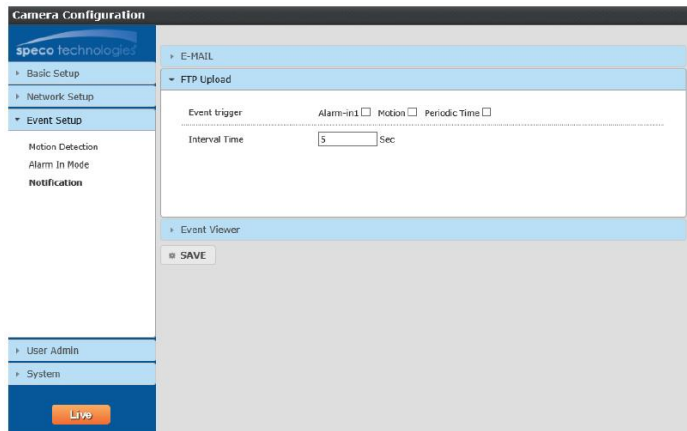 Camera Configuration
speco technologies
Basic Setup
Network Setup
Event Setup
Motion Detection
Alarm In Mode
Notification
User Admin
System
Live
E-MAIL
FTP Upload
Event trigger Alarm-in1 Motion Periodic Time
Interval Time 5 Sec
Event Viewer
SAVE